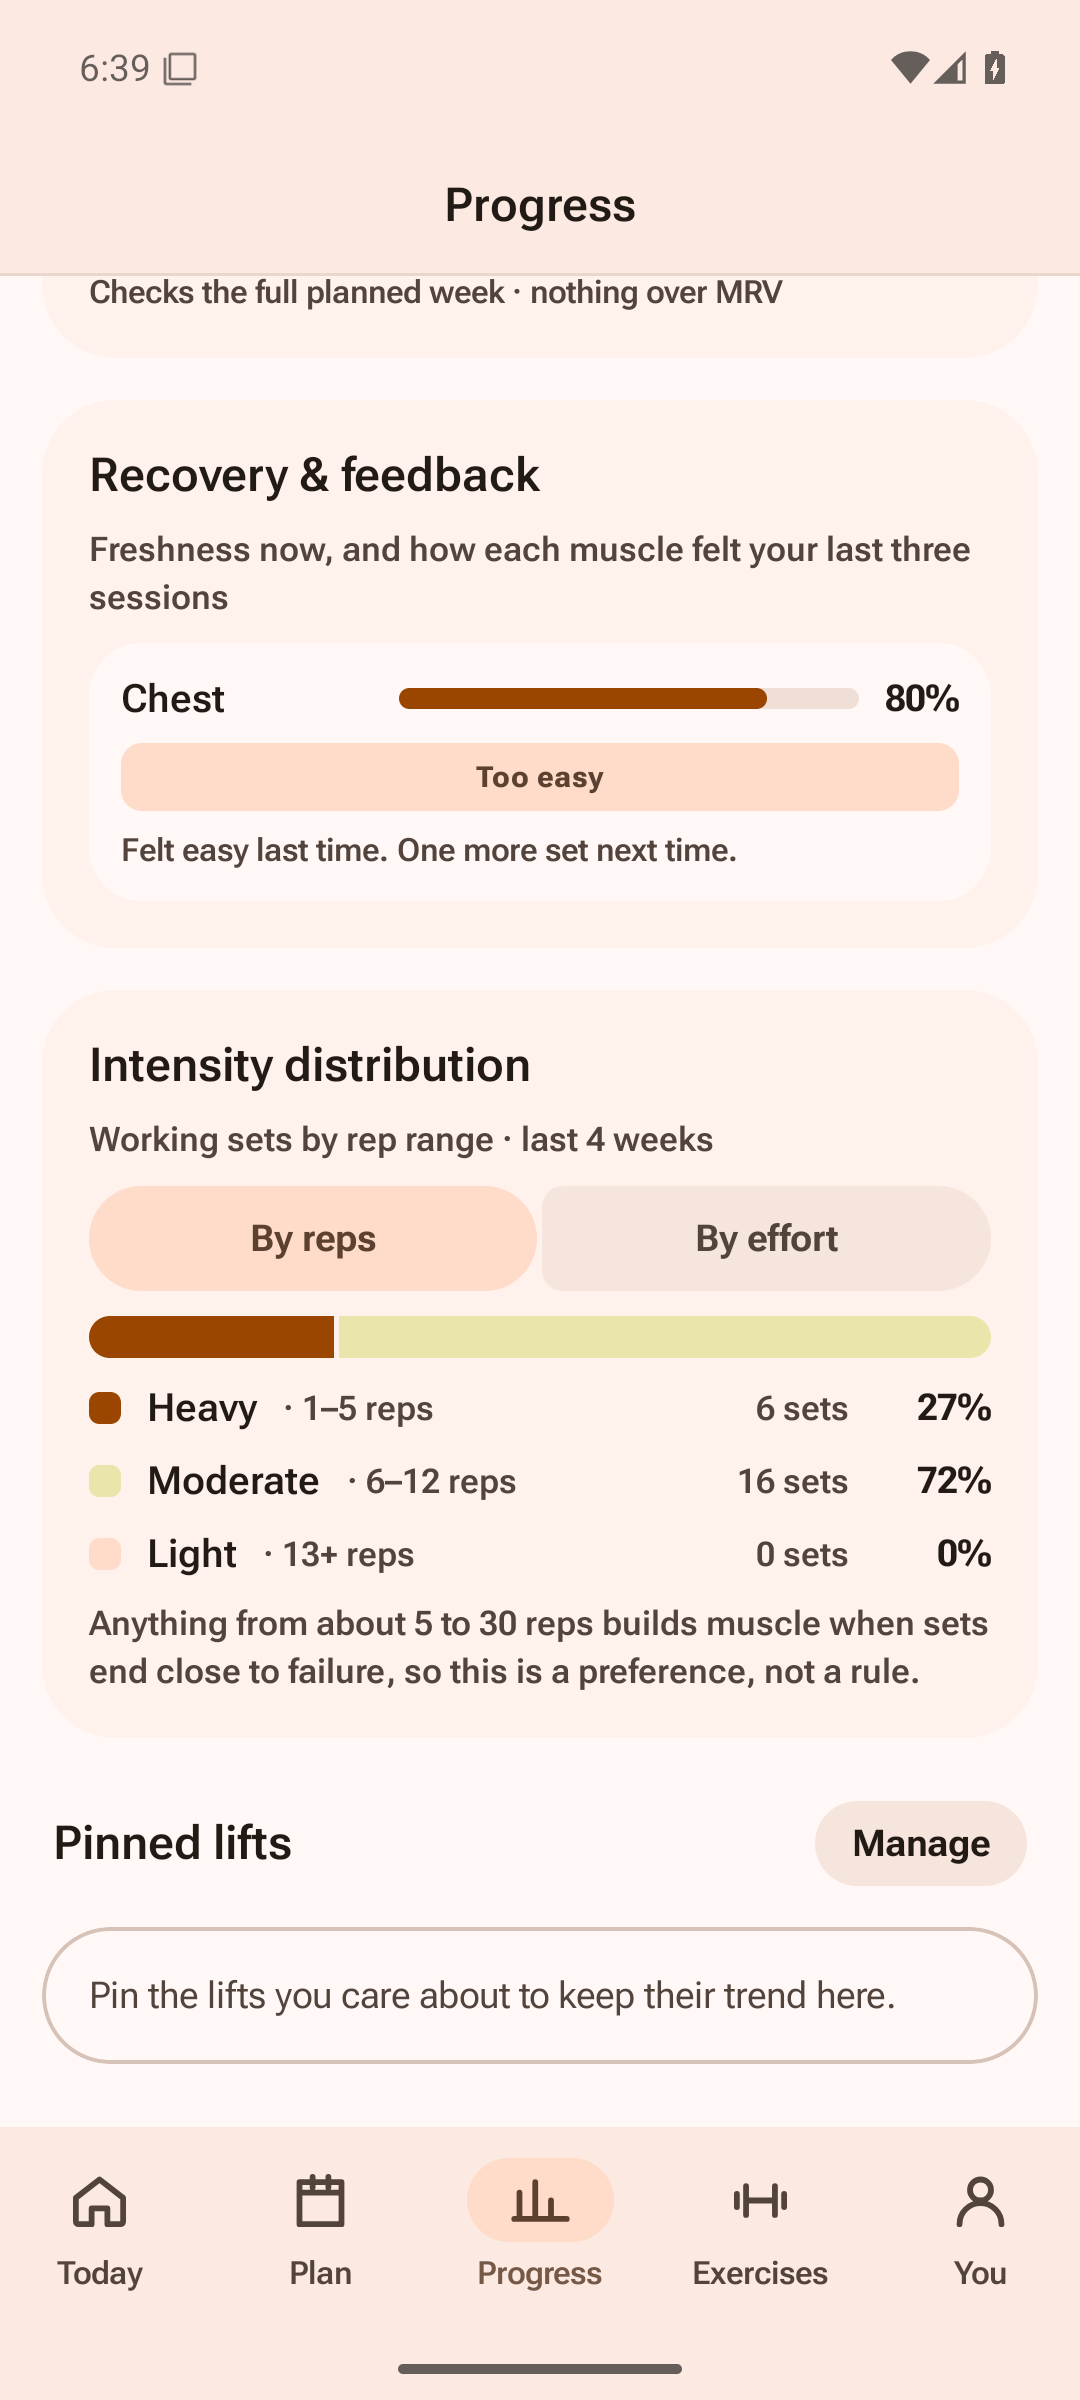 6:39
Progress
Checks the full planned week · nothing over MRV
Recovery & feedback
Freshness now, and how each muscle felt your last three
sessions
Chest 80%
Too easy
Felt easy last time. One more set next time.
Intensity distribution
Working sets by rep range · last 4 weeks
By reps By effort
Heavy · 1–5 reps 6 sets 27%
Moderate · 6–12 reps 16 sets 72%
Light · 13+ reps 0 sets 0%
Anything from about 5 to 30 reps builds muscle when sets
end close to failure, so this is a preference, not a rule.
Pinned lifts Manage
Pin the lifts you care about to keep their trend here.
Today Plan Progress Exercises You